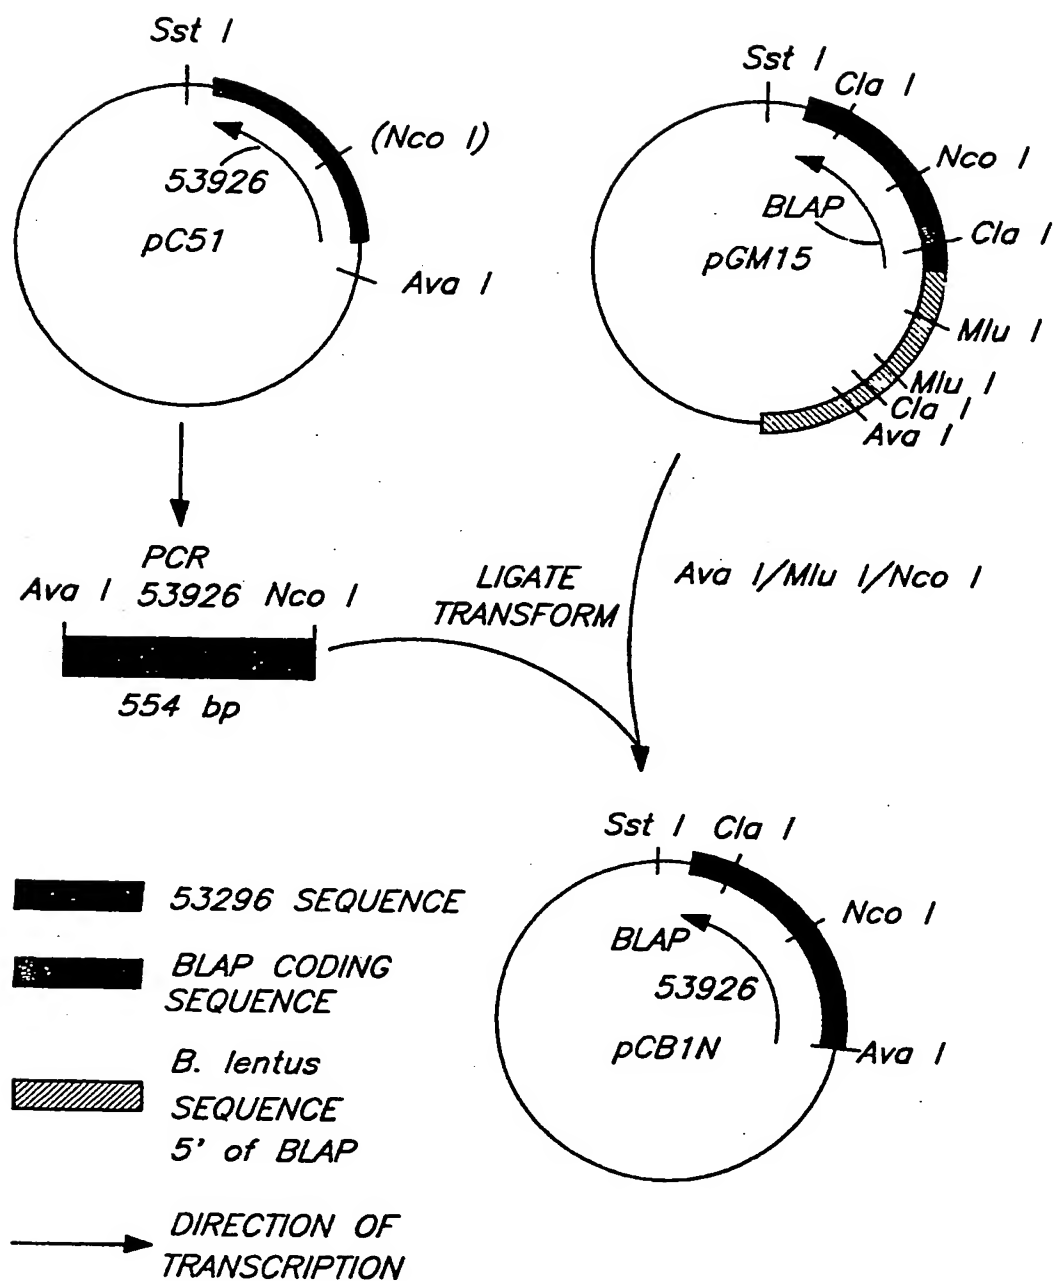 Sst I
(Nco I)
53926
pC51
Ava I
Sst I
Cla I
Nco I
BLAP
Cla I
pGM15
Mlu I
Mlu I
Cla I
Ava I
PCR
Ava I 53926 Nco I
554 bp
LIGATE
TRANSFORM
Ava I/Mlu I/Nco I
Sst I Cla I
Nco I
BLAP
53926
pCB1N
Ava I
53296 SEQUENCE
BLAP CODING
SEQUENCE
B. lentus
SEQUENCE
5' of BLAP
DIRECTION OF
TRANSCRIPTION